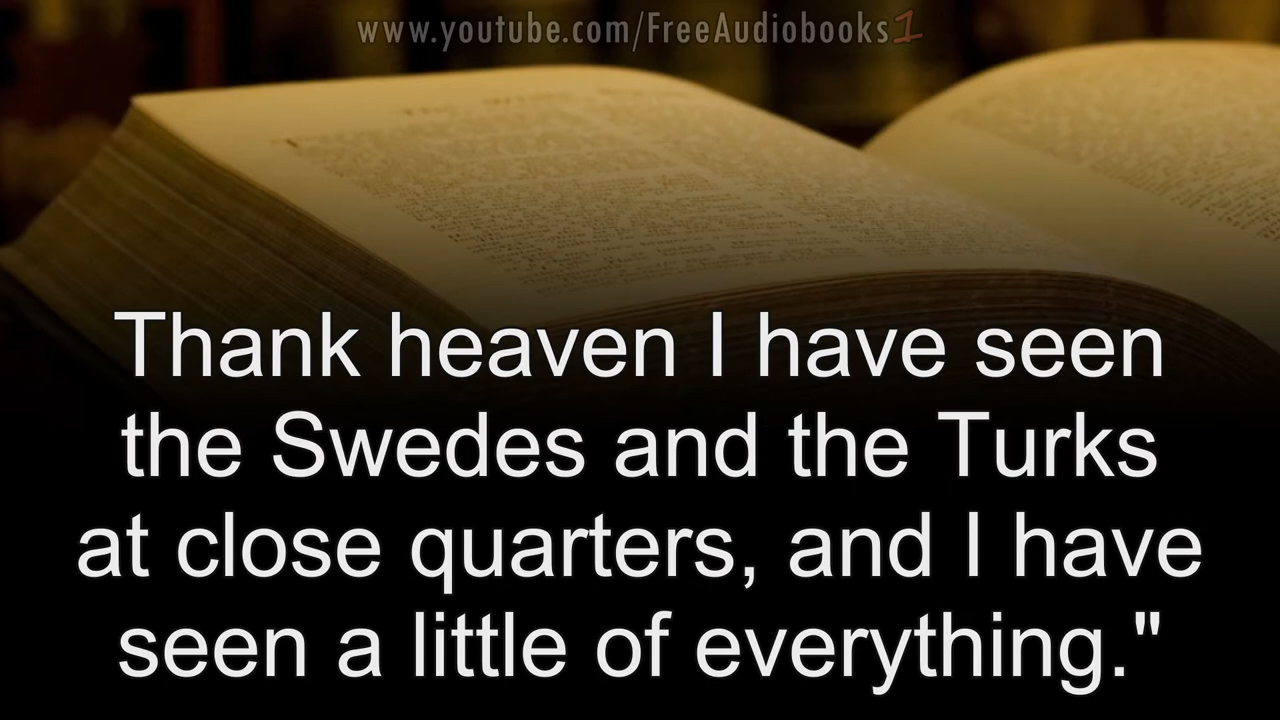 www.youtube.com/FreeAudiobooks1
Thank heaven I have seen
the Swedes and the Turks
at close quarters, and I have
seen a little of everything."